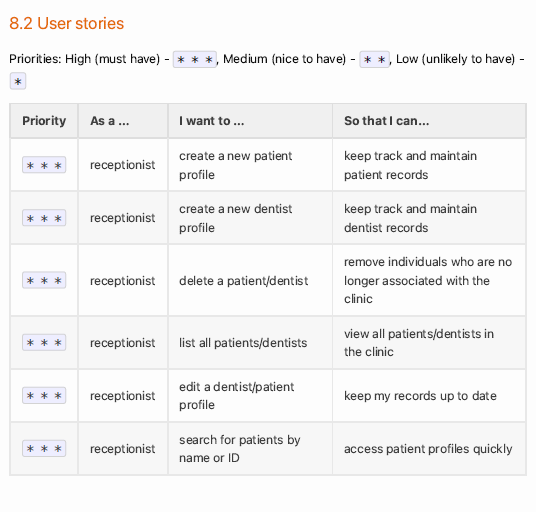 8.2 User stories
Priorities: High (must have) - * * *, Medium (nice to have) - * *, Low (unlikely to have) -
*
Priority As a ... I want to ... So that I can...
* * * receptionist create a new patient profile keep track and maintain patient records
* * * receptionist create a new dentist profile keep track and maintain dentist records
* * * receptionist delete a patient/dentist remove individuals who are no longer associated with the clinic
* * * receptionist list all patients/dentists view all patients/dentists in the clinic
* * * receptionist edit a dentist/patient profile keep my records up to date
* * * receptionist search for patients by name or ID access patient profiles quickly